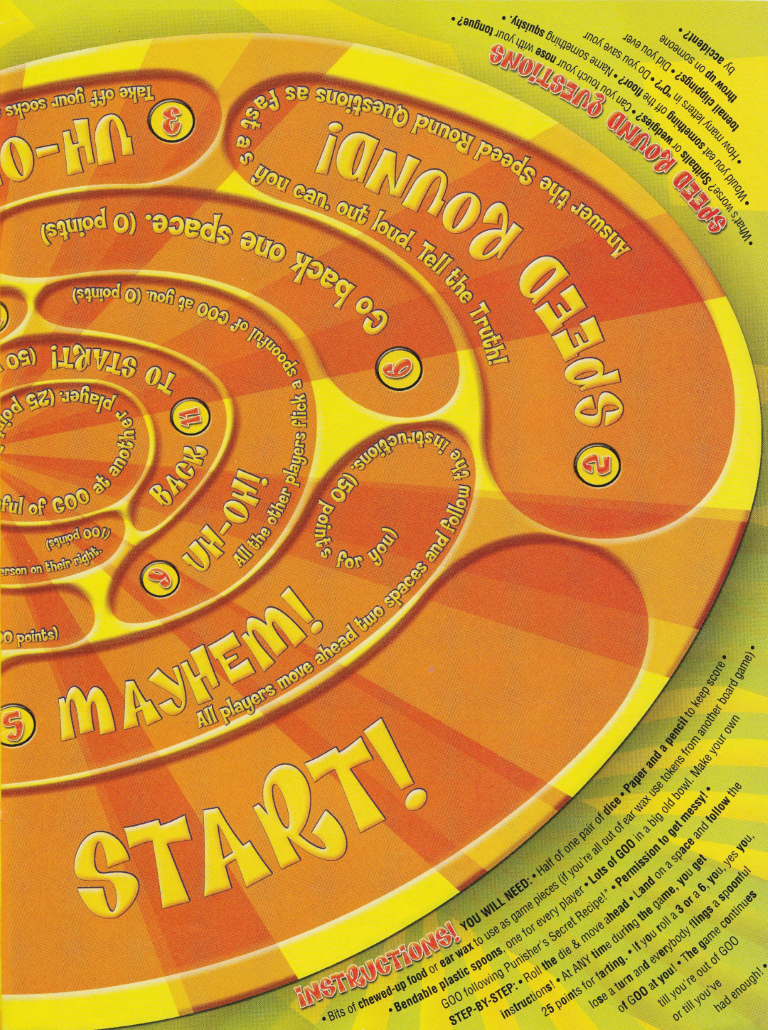 SPEED ROUND QUESTIONS
• What's worse? Spitballs or wedgies? • Can you touch your nose with your tongue? •
• Would you eat something off the floor? • Name something squishy. •
• How many letters in "O"? • Do you save your
toenail clippings? • Did you ever
throw up on someone
by accident? •
START!
2
SPEED ROUND!
Answer the Speed Round Questions as fast as
you can, out loud. Tell the Truth!
3
UH-O
Take off your socks
5
MAYHEM!
All players move ahead two spaces and follow the instructions. (50
points
for you)
6
Go back one space. (0 points)
9
UH-OH!
All the other players flick a spoonful of GOO at you. (0 points)
0 points)
11
BACK
TO START! (50
erson on their right.
(100 points)
ful of GOO at another
player. (25 poi
INSTRUCTIONS! YOU WILL NEED: • Half of one pair of dice • Paper and a pencil to keep score •
• Bits of chewed-up food or ear wax to use as game pieces (if you're all out of ear wax use tokens from another board game) •
• Bendable plastic spoons, one for every player • Lots of GOO in a big old bowl. Make your own
GOO following Punisher's Secret Recipe!* • Permission to get messy! •
STEP-BY-STEP: • Roll the die & move ahead • Land on a space and follow the
instructions! • At ANY time during the game, you get
25 points for farting. • If you roll a 3 or a 6, you, yes you,
lose a turn and everybody flings a spoonful
of GOO at you! • The game continues
till you're out of GOO
or till you've
had enough! •